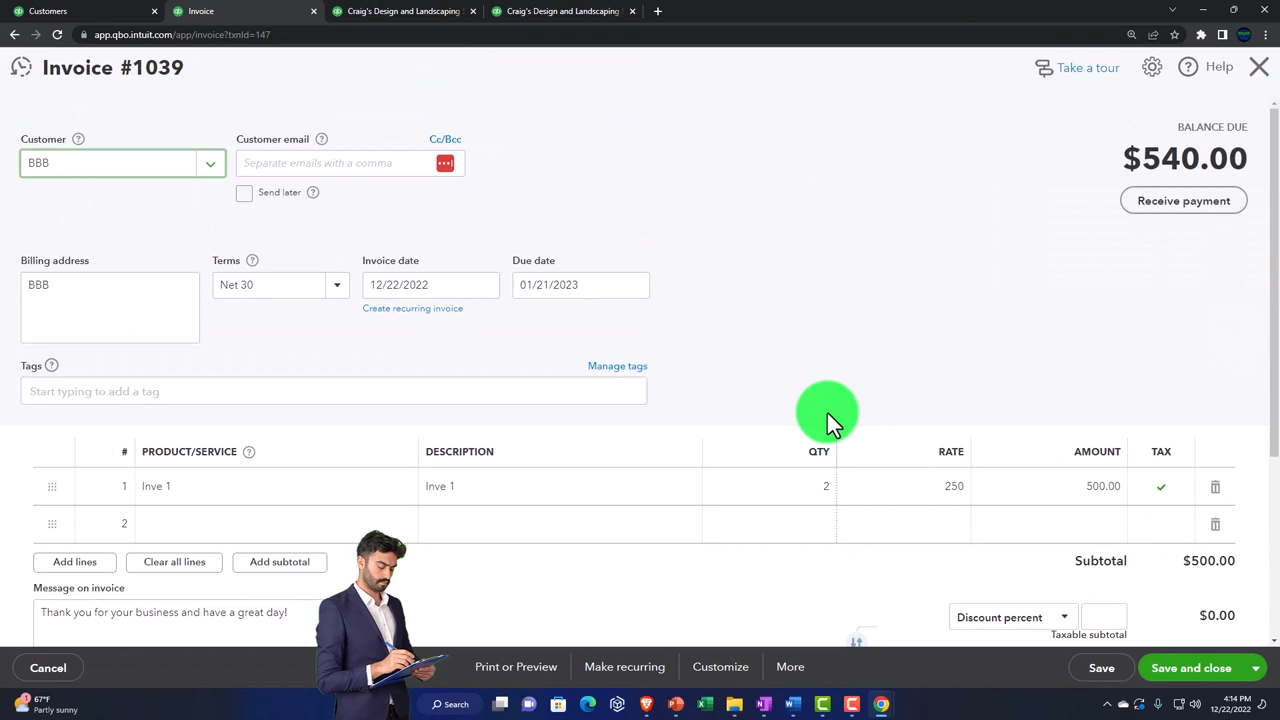 Customers
Invoice
Craig's Design and Landscaping
Craig's Design and Landscaping
app.qbo.intuit.com/app/invoice?txnId=147
Invoice #1039
Take a tour
Help
Customer
Customer email
Cc/Bcc
BALANCE DUE
BBB
Separate emails with a comma
$540.00
Send later
Receive payment
Billing address
Terms
Invoice date
Due date
BBB
Net 30
12/22/2022
01/21/2023
Create recurring invoice
Tags
Manage tags
Start typing to add a tag
# PRODUCT/SERVICE DESCRIPTION QTY RATE AMOUNT TAX
1 Inve 1 Inve 1 2 250 500.00
2
Add lines
Clear all lines
Add subtotal
Subtotal $500.00
Message on invoice
Thank you for your business and have a great day!
Discount percent
$0.00
Taxable subtotal
Cancel
Print or Preview
Make recurring
Customize
More
Save
Save and close
67°F
Partly sunny
Search
4:14 PM
12/22/2022